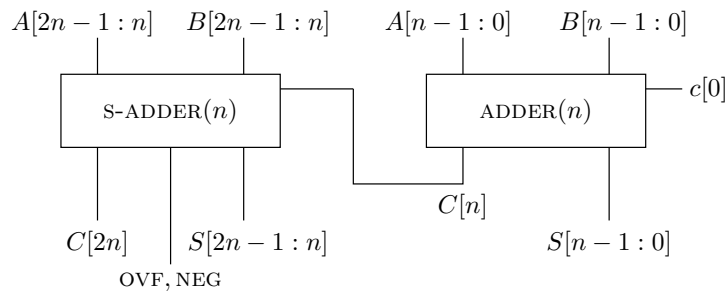 A[2n − 1 : n] B[2n − 1 : n] A[n − 1 : 0] B[n − 1 : 0]
c[0]
S-ADDER(n) ADDER(n)
C[n]
C[2n] S[2n − 1 : n] S[n − 1 : 0]
OVF, NEG